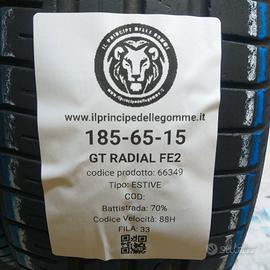 IL PRINCIPE DELLE GOMME
www.ilprincipedellegomme.it
185-65-15
GT RADIAL FE2
codice prodotto: 66349
Tipo: ESTIVE
COD:
Battistrada: 70%
Codice Velocità: 88H
FILA: 33
subito